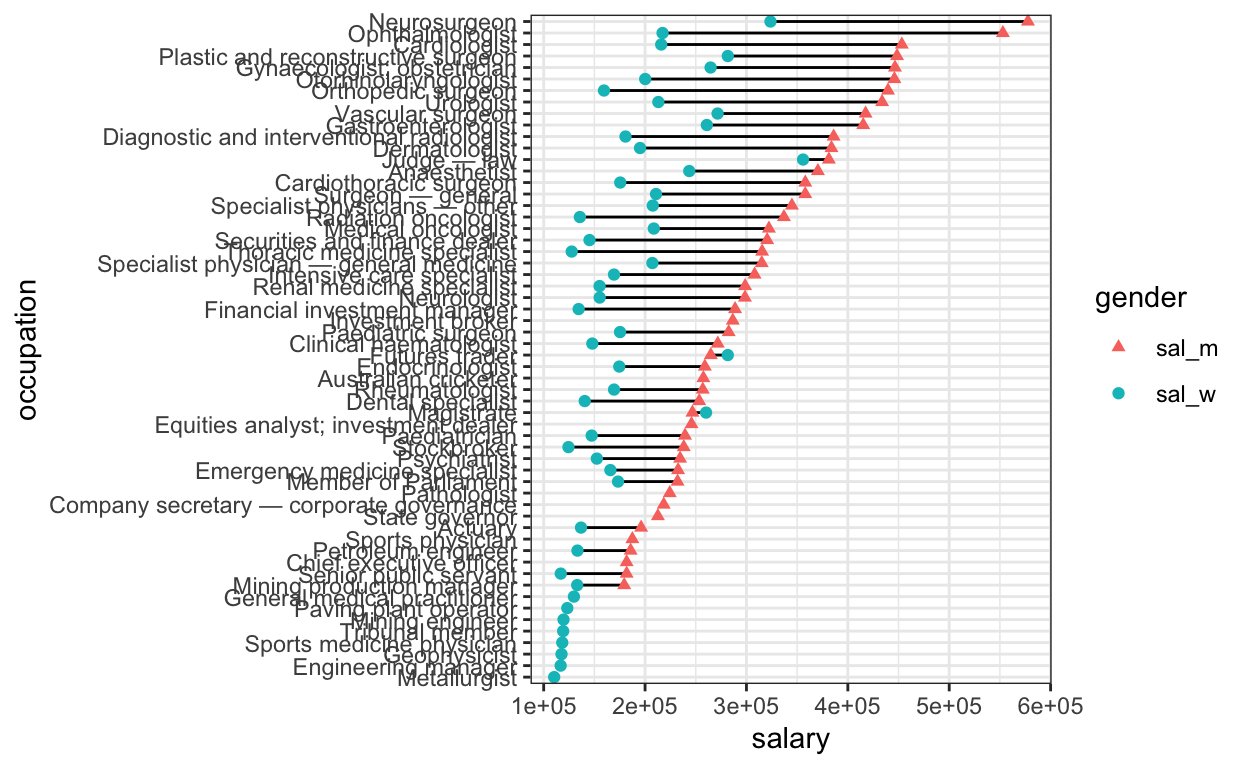 Neurosurgeon
Ophthalmologist
Cardiologist
Plastic and reconstructive surgeon
Gynaecologist; obstetrician
Otorhinolaryngologist
Orthopedic surgeon
Urologist
Vascular surgeon
Gastroenterologist
Diagnostic and interventional radiologist
Dermatologist
Judge — law
Anaesthetist
Cardiothoracic surgeon
Surgeon — general
Specialist physicians — other
Radiation oncologist
Medical oncologist
Securities and finance dealer
Thoracic medicine specialist
Specialist physician — general medicine
Intensive care specialist
Renal medicine specialist
Neurologist
Financial investment manager
Investment broker
Paediatric surgeon
Clinical haematologist
Futures trader
Endocrinologist
Australian cricketer
Rheumatologist
Dental specialist
Magistrate
Equities analyst; investment dealer
Paediatrician
Stockbroker
Psychiatrist
Emergency medicine specialist
Member of Parliament
Pathologist
Company secretary — corporate governance
State governor
Actuary
Sports physician
Petroleum engineer
Chief executive officer
Senior public servant
Mining production manager
General medical practitioner
Paving plant operator
Mining engineer
Tribunal member
Sports medicine physician
Geophysicist
Engineering manager
Metallurgist
occupation
1e+05 2e+05 3e+05 4e+05 5e+05 6e+05
salary
gender
sal_m
sal_w